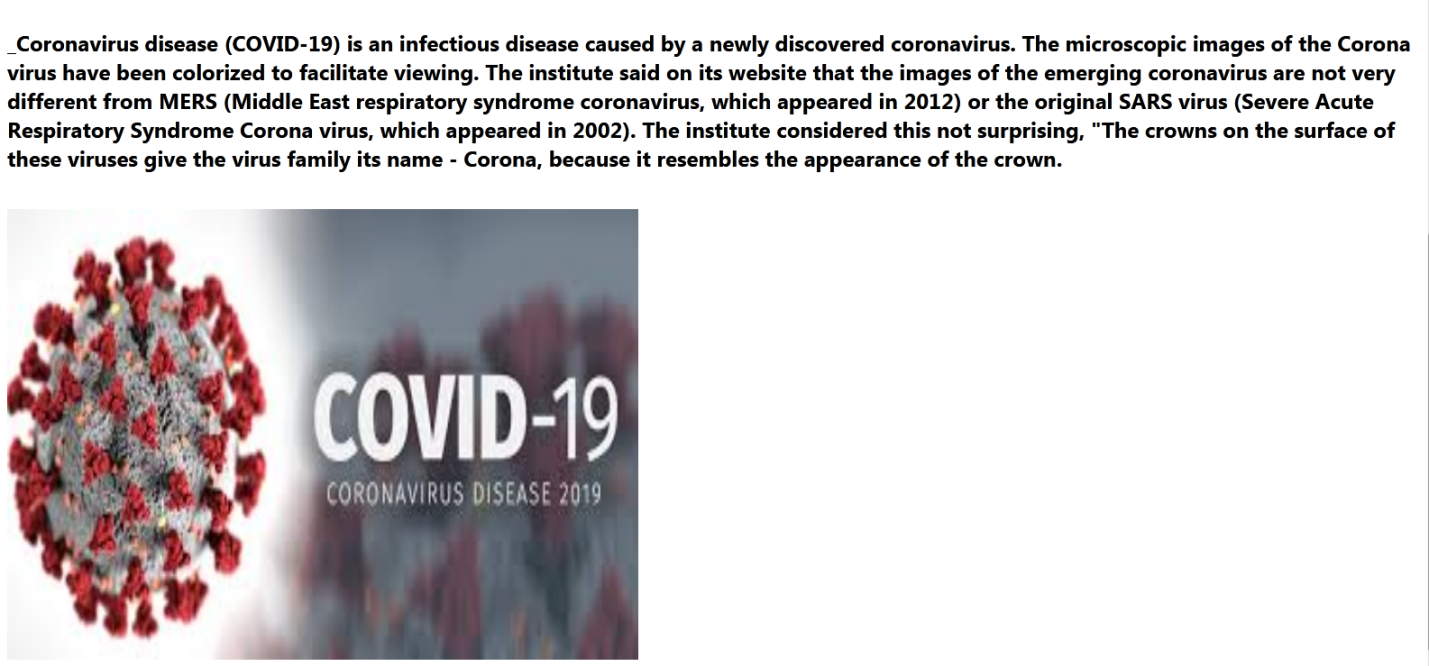 _Coronavirus disease (COVID-19) is an infectious disease caused by a newly discovered coronavirus. The microscopic images of the Corona
virus have been colorized to facilitate viewing. The institute said on its website that the images of the emerging coronavirus are not very
different from MERS (Middle East respiratory syndrome coronavirus, which appeared in 2012) or the original SARS virus (Severe Acute
Respiratory Syndrome Corona virus, which appeared in 2002). The institute considered this not surprising, "The crowns on the surface of
these viruses give the virus family its name - Corona, because it resembles the appearance of the crown.
COVID-19
CORONAVIRUS DISEASE 2019